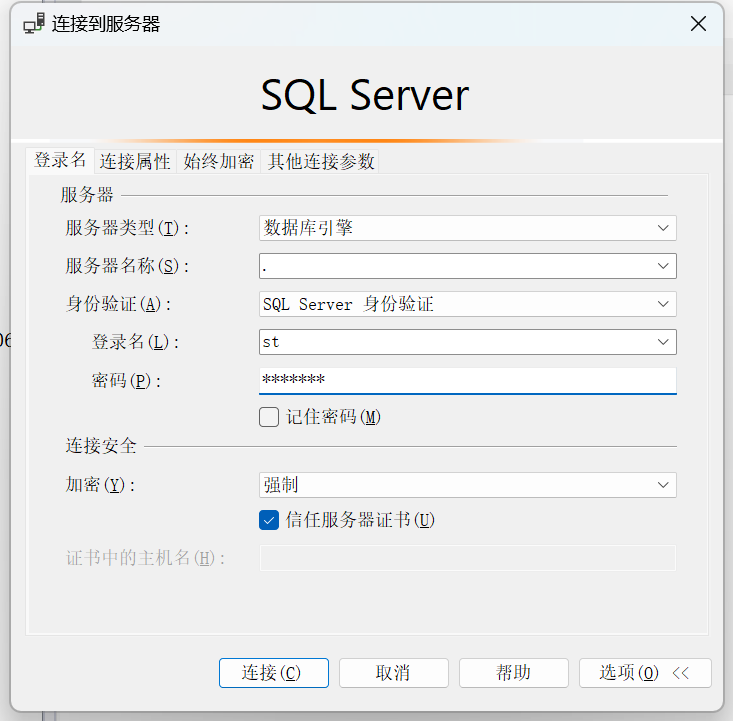 连接到服务器
SQL Server
登录名 连接属性 始终加密 其他连接参数
服务器
服务器类型(T): 数据库引擎
服务器名称(S): .
身份验证(A): SQL Server 身份验证
登录名(L): st
密码(P): *******
记住密码(M)
连接安全
加密(Y): 强制
信任服务器证书(U)
证书中的主机名(H):
连接(C) 取消 帮助 选项(O) <<